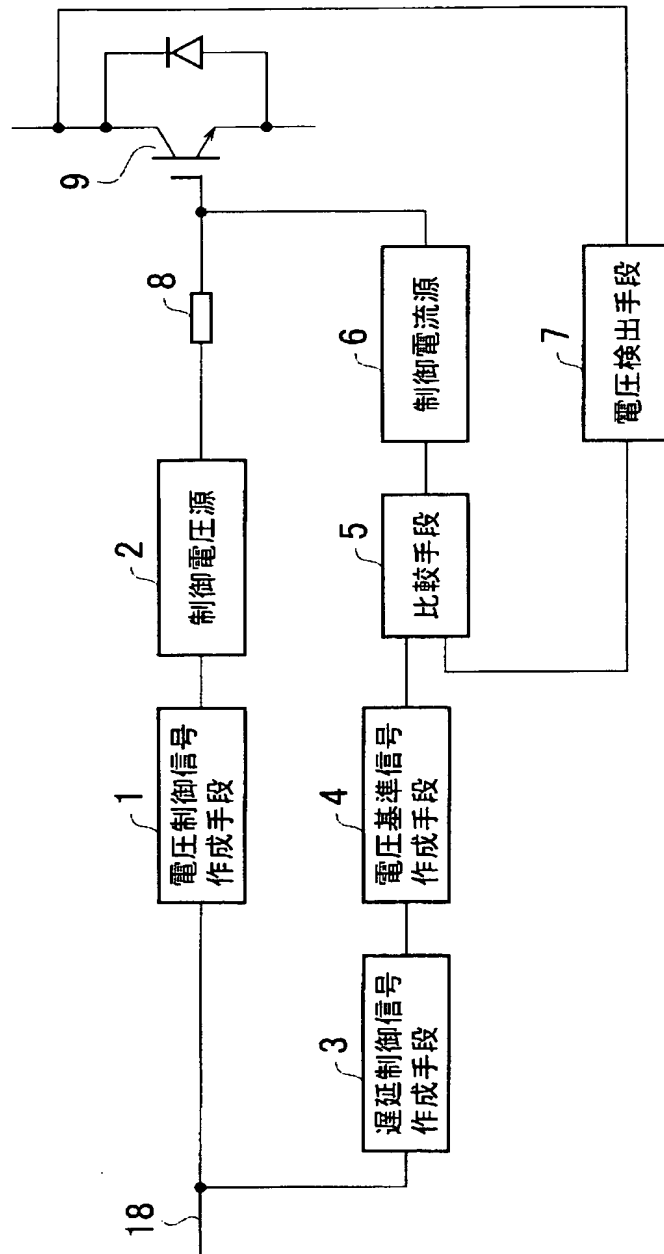 18
1
電圧制御信号
作成手段
2
制御電圧源
8
9
3
遅延制御信号
作成手段
4
電圧基準信号
作成手段
5
比較手段
6
制御電流源
7
電圧検出手段